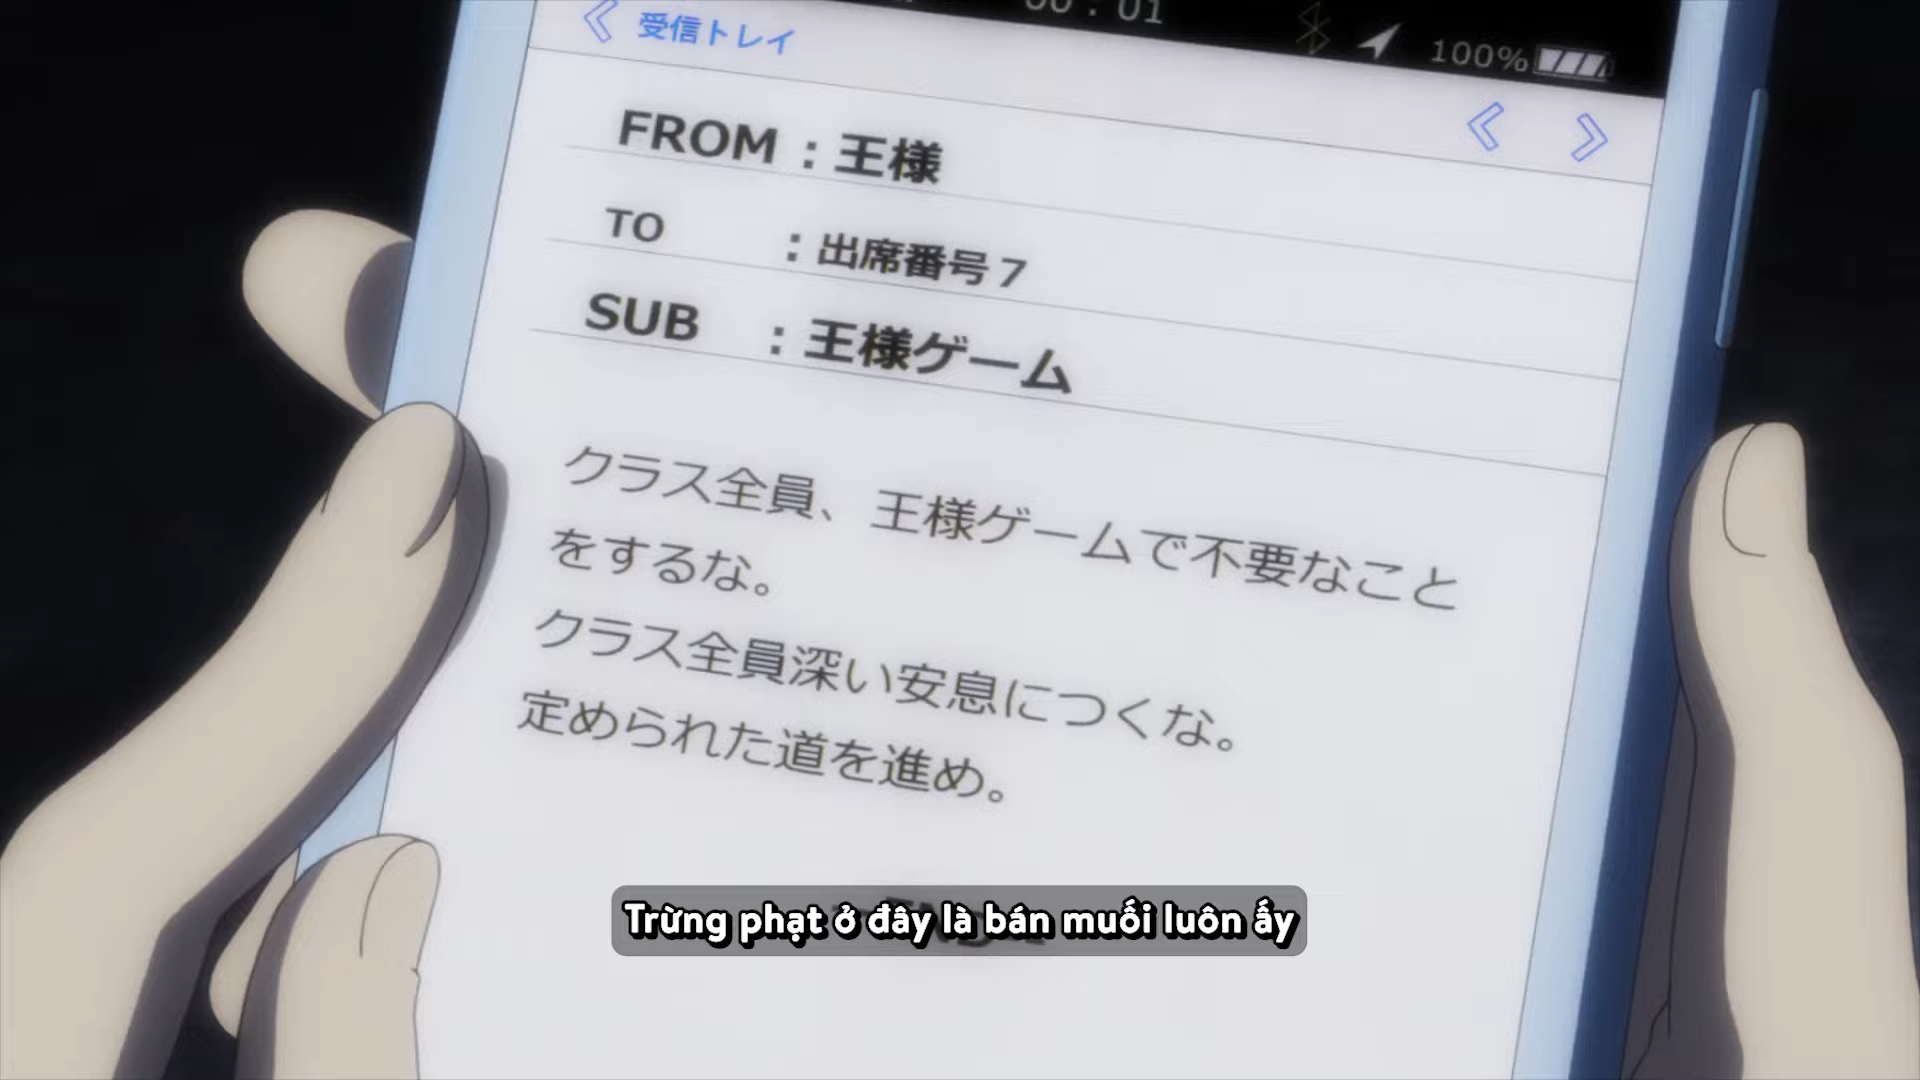 00:01
100%
受信トレイ
FROM：王様
TO：出席番号7
SUB：王様ゲーム
クラス全員、王様ゲームで不要なこと
をするな。
クラス全員深い安息につくな。
定められた道を進め。
Trừng phạt ở đây là bán muối luôn ấy